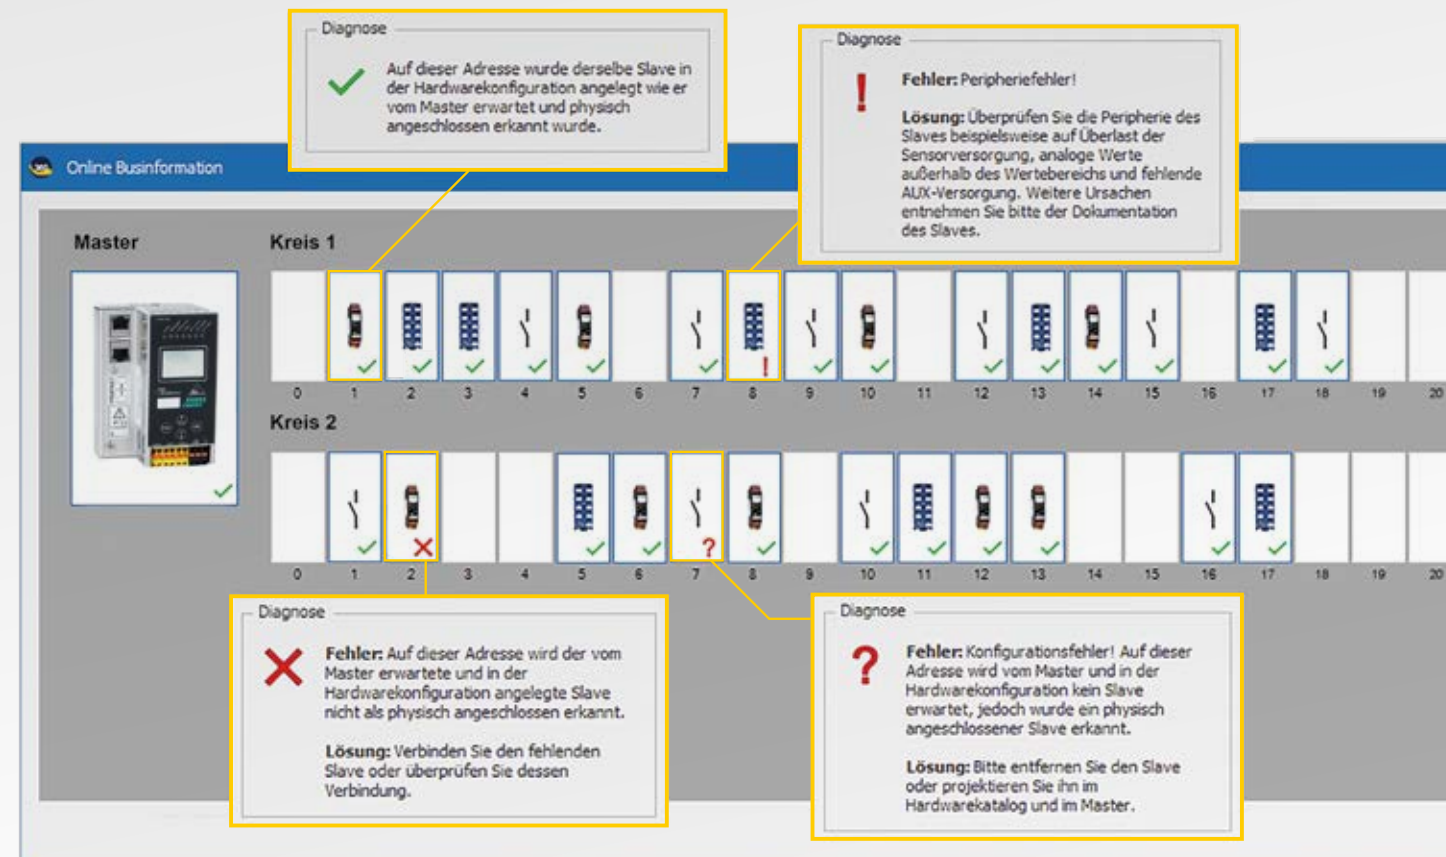 Diagnose
Auf dieser Adresse wurde derselbe Slave in
der Hardwarekonfiguration angelegt wie er
vom Master erwartet und physisch
angeschlossen erkannt wurde.
Diagnose
Fehler: Peripheriefehler!
Lösung: Überprüfen Sie die Peripherie des
Slaves beispielsweise auf Überlast der
Sensorversorgung, analoge Werte
außerhalb des Wertebereichs und fehlende
AUX-Versorgung. Weitere Ursachen
entnehmen Sie bitte der Dokumentation
des Slaves.
Online Businformation
Master
Kreis 1
0 1 2 3 4 5 6 7 8 9 10 11 12 13 14 15 16 17 18 19 20
Kreis 2
0 1 2 3 4 5 6 7 8 9 10 11 12 13 14 15 16 17 18 19 20
Diagnose
Fehler: Auf dieser Adresse wird der vom
Master erwartete und in der
Hardwarekonfiguration angelegte Slave
nicht als physisch angeschlossen erkannt.
Lösung: Verbinden Sie den fehlenden
Slave oder überprüfen Sie dessen
Verbindung.
Diagnose
Fehler: Konfigurationsfehler! Auf dieser
Adresse wird vom Master und in der
Hardwarekonfiguration kein Slave
erwartet, jedoch wurde ein physisch
angeschlossener Slave erkannt.
Lösung: Bitte entfernen Sie den Slave
oder projektieren Sie ihn im
Hardwarekatalog und im Master.